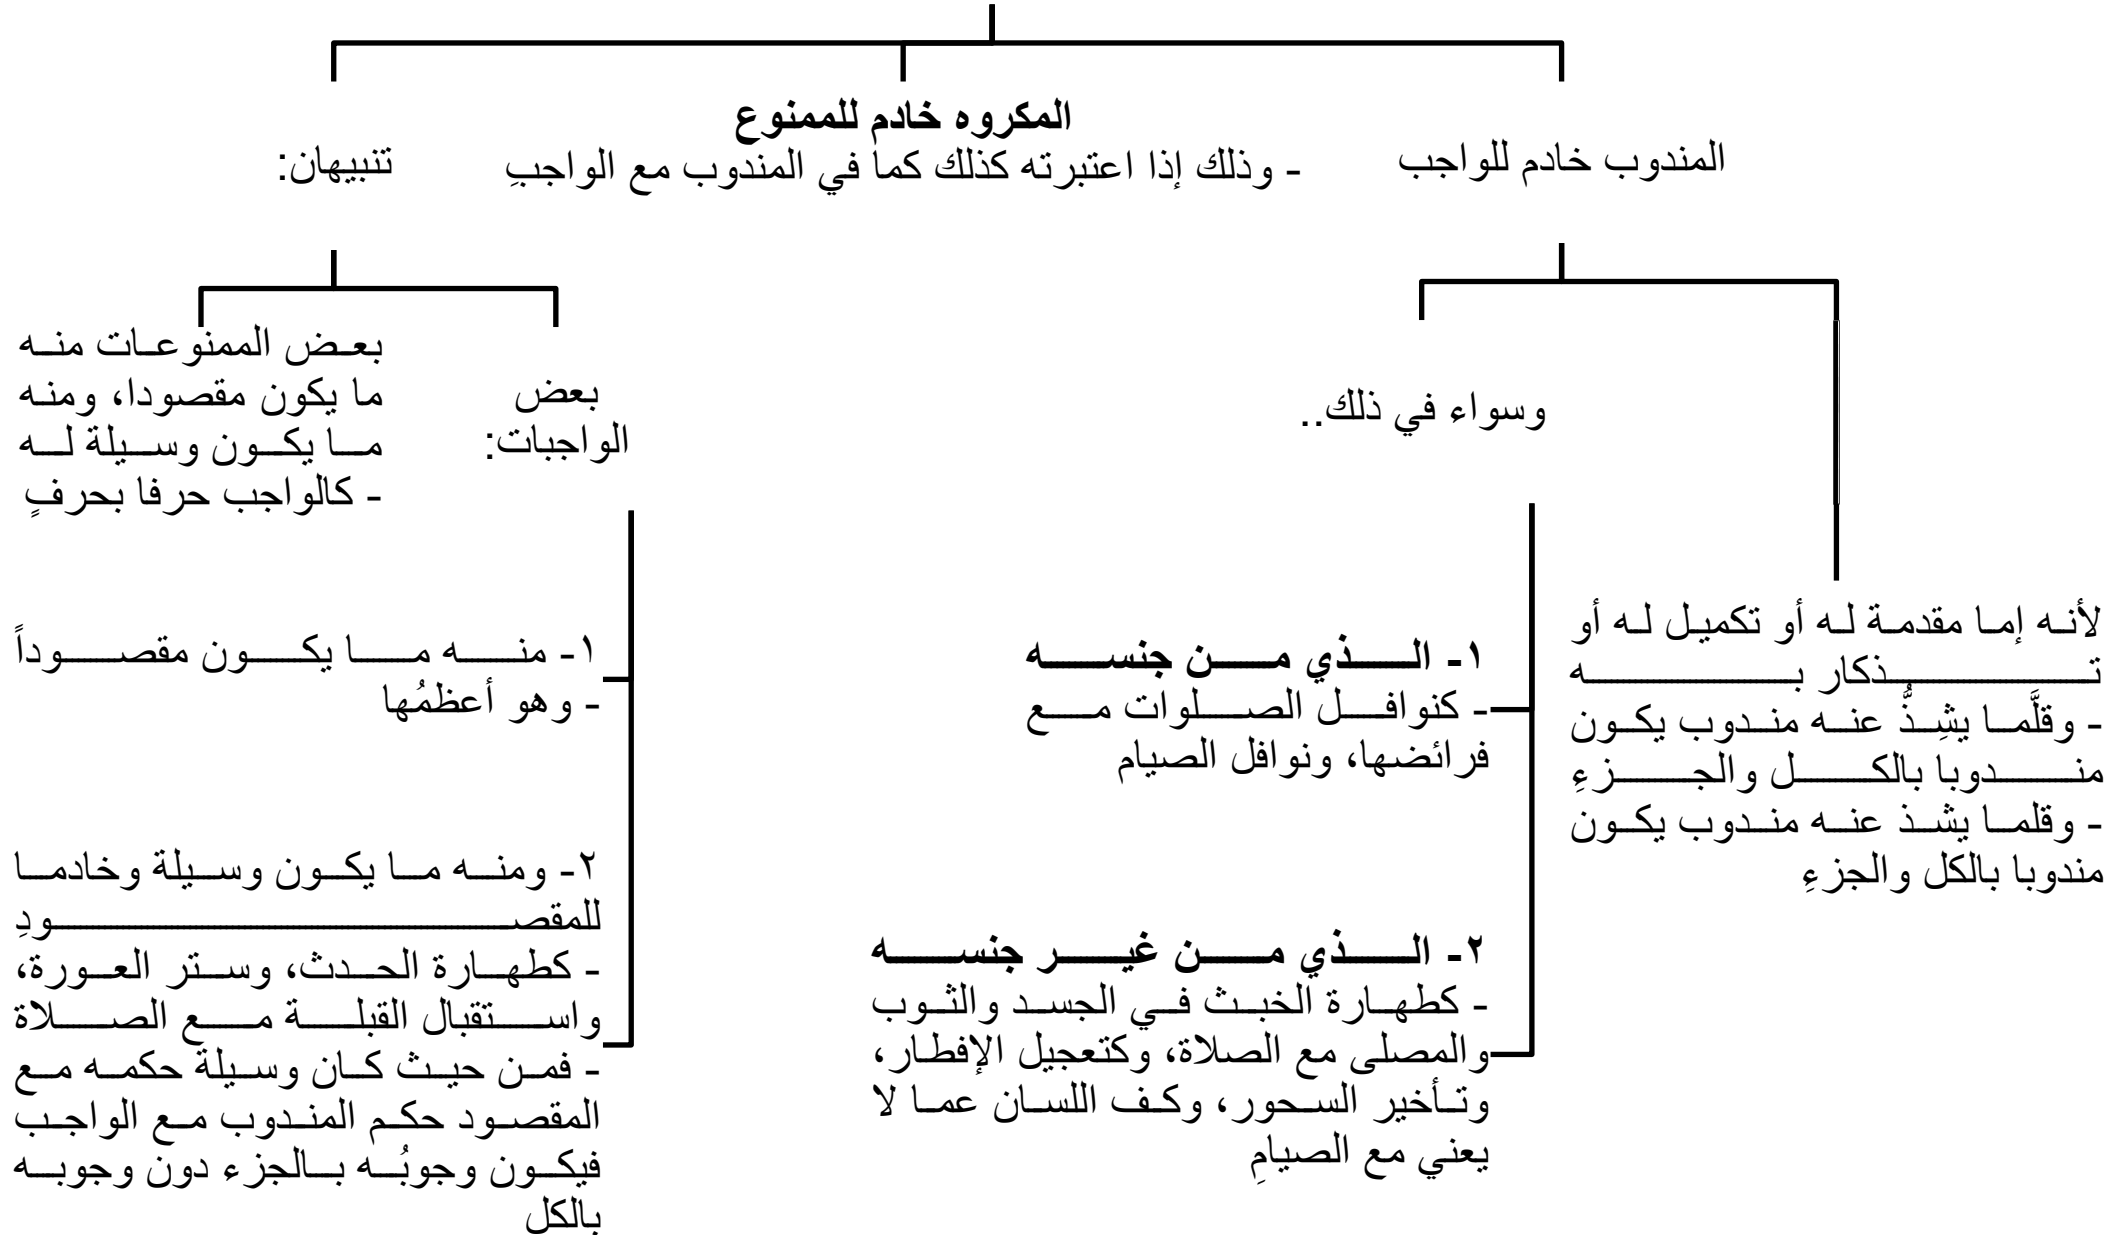 المندوب خادم للواجب
لأنه إما مقدمة له أو تكميل له أو
تذكار به
- وقلَّما يشِذُّ عنه مندوب يكون
مندوبا بالكل والجزءِ
- وقلما يشذ عنه مندوب يكون
مندوبا بالكل والجزءِ
وسواء في ذلك..
١- الذي من جنسه
- كنوافل الصلوات مع
فرائضها، ونوافل الصيام
٢- الذي من غير جنسه
- كطهارة الخبث في الجسد والثوب
والمصلى مع الصلاة، وكتعجيل الإفطار،
وتأخير السحور، وكف اللسان عما لا
يعني مع الصيامِ
المكروه خادم للممنوع
- وذلك إذا اعتبرته كذلك كما في المندوب مع الواجبِ
تنبيهان:
بعض
الواجبات:
١- منه ما يكون مقصوداً
- وهو أعظمُها
٢- ومنه ما يكون وسيلة وخادما
للمقصودِ
- كطهارة الحدث، وستر العورة،
واستقبال القبلة مع الصلاة
- فمن حيث كان وسيلة حكمه مع
المقصود حكم المندوب مع الواجب
فيكون وجوبُه بالجزء دون وجوبه
بالكل
بعض الممنوعات منه
ما يكون مقصودا، ومنه
ما يكون وسيلة له
- كالواجب حرفا بحرفٍ